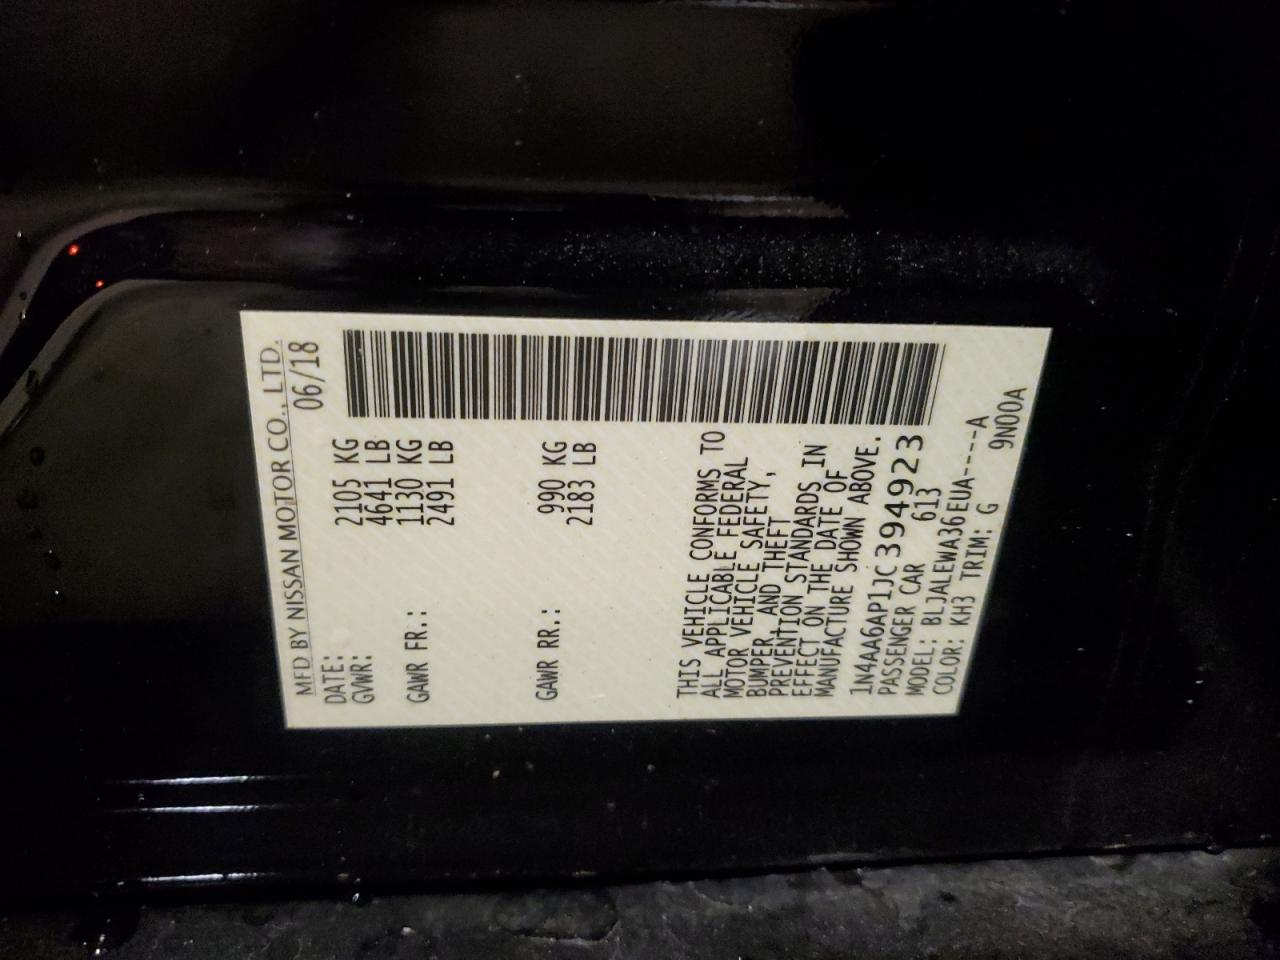 MFD BY NISSAN MOTOR CO., LTD.
DATE: 06/18
GVWR: 2105 KG
4641 LB
GAWR FR.: 1130 KG
2491 LB
GAWR RR.: 990 KG
2183 LB
THIS VEHICLE CONFORMS TO
ALL APPLICABLE FEDERAL
MOTOR VEHICLE SAFETY,
BUMPER, AND THEFT
PREVENTION STANDARDS IN
EFFECT ON THE DATE OF
MANUFACTURE SHOWN ABOVE.
1N4AA6AP1JC394923
PASSENGER CAR 613
MODEL: BLJALEWA36EUA----A
COLOR: KH3 TRIM: G 9N00A